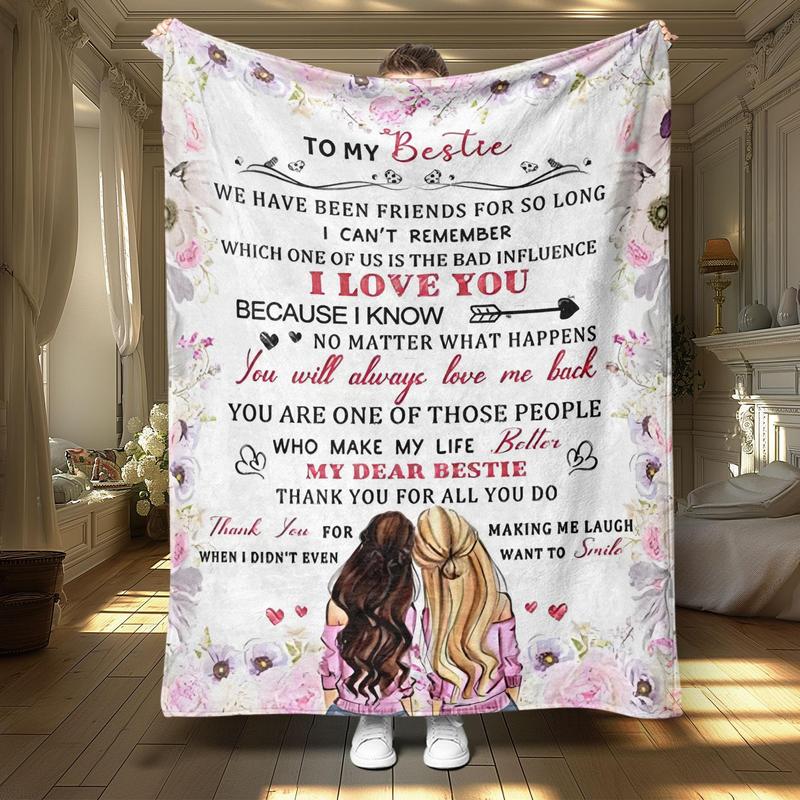 TO MY Bestie
WE HAVE BEEN FRIENDS FOR SO LONG
I CAN'T REMEMBER
WHICH ONE OF US IS THE BAD INFLUENCE
I LOVE YOU
BECAUSE I KNOW
NO MATTER WHAT HAPPENS
You will always love me back
YOU ARE ONE OF THOSE PEOPLE
WHO MAKE MY LIFE Better
MY DEAR BESTIE
THANK YOU FOR ALL YOU DO
Thank You FOR MAKING ME LAUGH
WHEN I DIDN'T EVEN WANT TO Smile